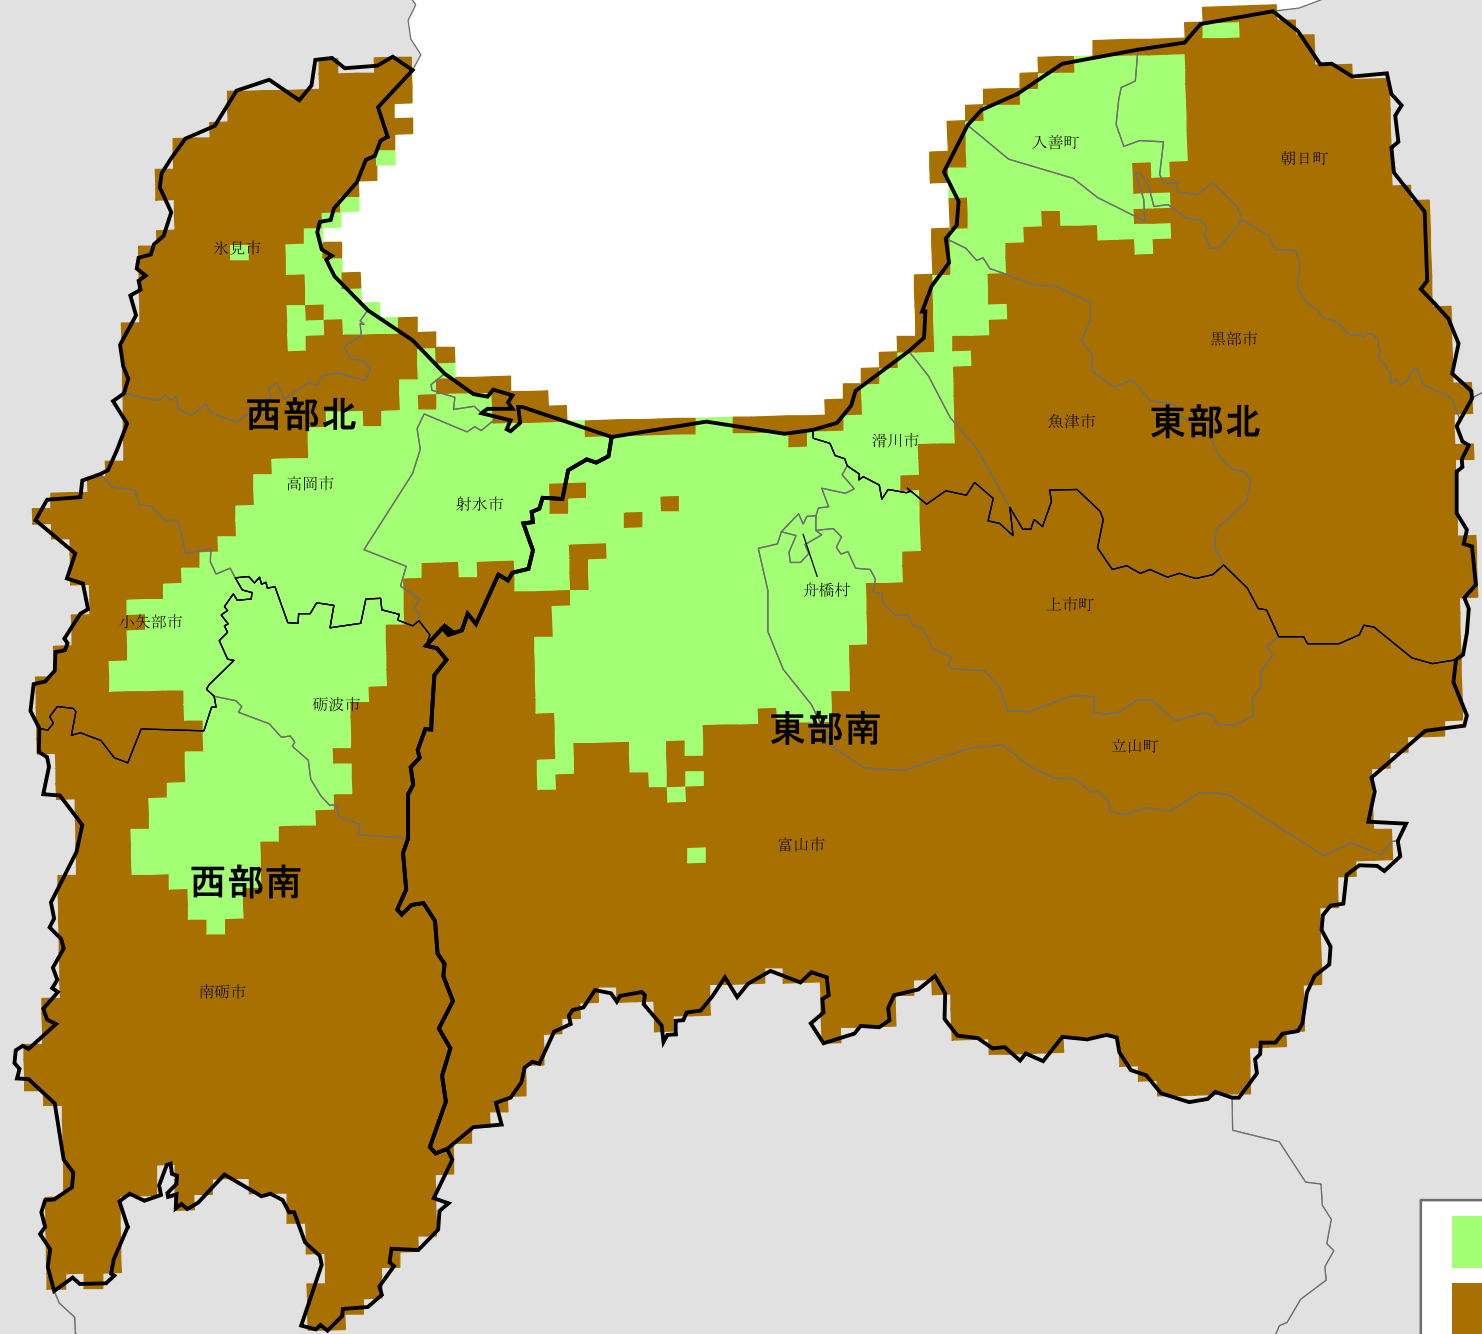 入善町
朝日町
氷見市
黒部市
西部北
魚津市
東部北
滑川市
高岡市
射水市
舟橋村
上市町
小矢部市
砺波市
東部南
立山町
富山市
西部南
南砺市